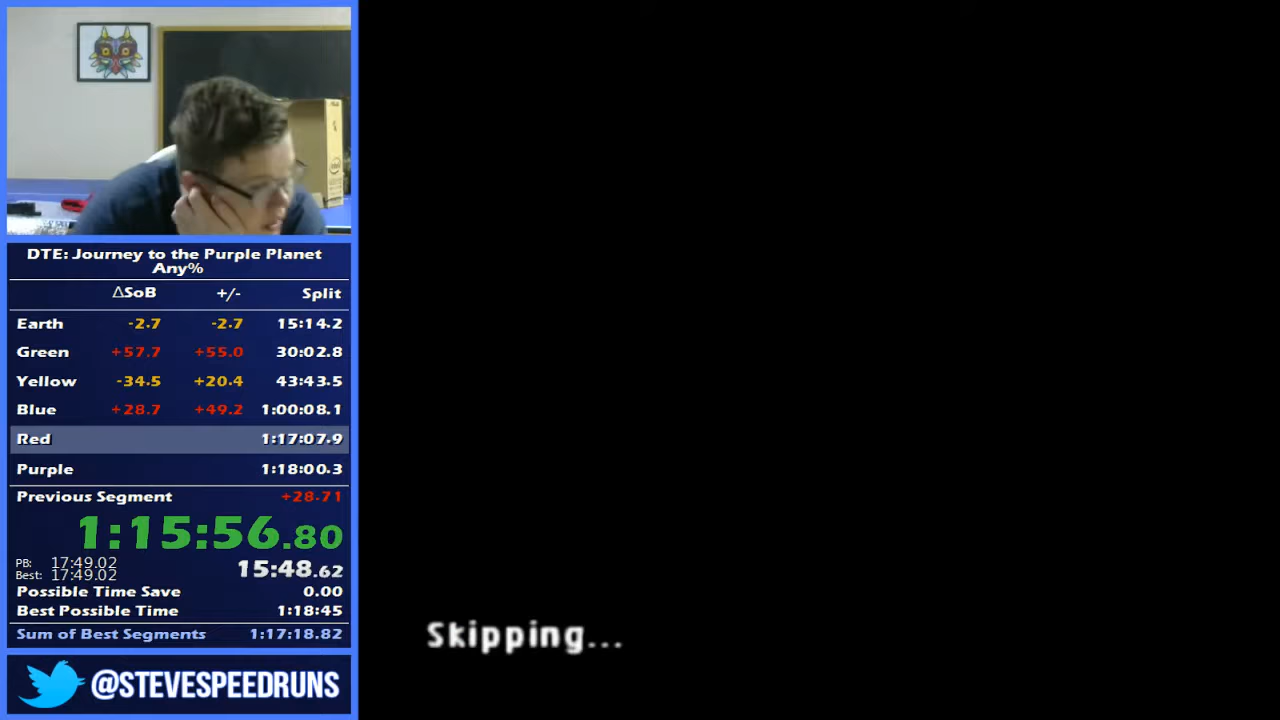 DTE: Journey to the Purple Planet
Any%
ΔSoB +/- Split
Earth -2.7 -2.7 15:14.2
Green +57.7 +55.0 30:02.8
Yellow -34.5 +20.4 43:43.5
Blue +28.7 +49.2 1:00:08.1
Red 1:17:07.9
Purple 1:18:00.3
Previous Segment +28.71
1:15:56.80
PB: 17:49.02
Best: 17:49.02
15:48.62
Possible Time Save 0.00
Best Possible Time 1:18:45
Sum of Best Segments 1:17:18.82
@STEVESPEEDRUNS
Skipping...